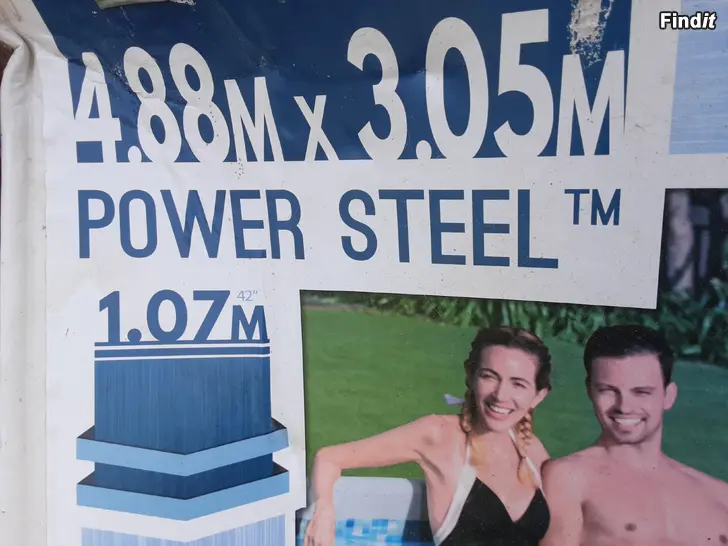 Findit
4.88M x 3.05M
POWER STEEL™
42"
1.07M